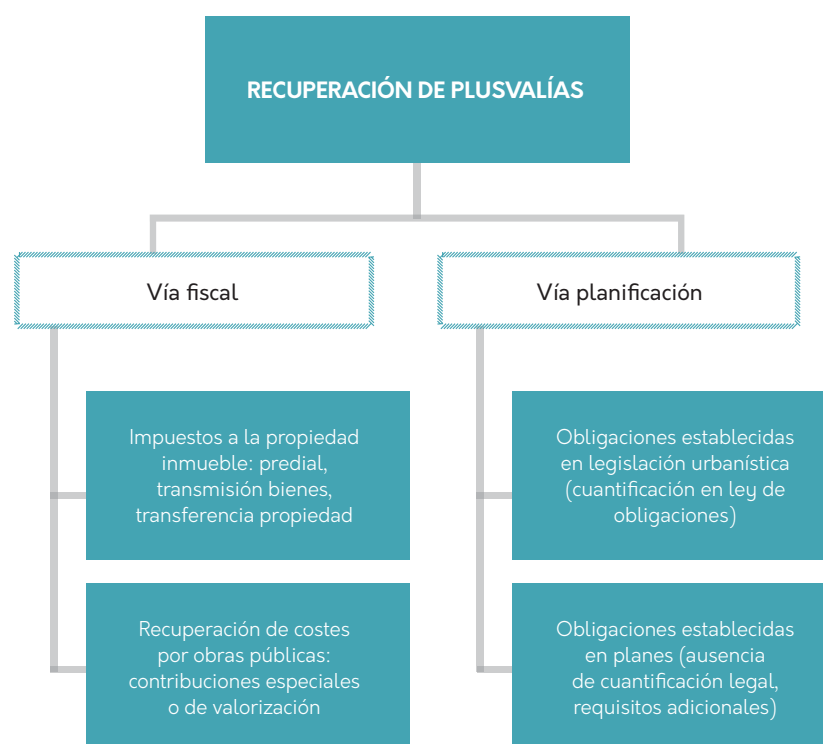 RECUPERACIÓN DE PLUSVALÍAS
Vía fiscal
Impuestos a la propiedad
inmueble: predial,
transmisión bienes,
transferencia propiedad
Recuperación de costes
por obras públicas:
contribuciones especiales
o de valorización
Vía planificación
Obligaciones establecidas
en legislación urbanística
(cuantificación en ley de
obligaciones)
Obligaciones establecidas
en planes (ausencia
de cuantificación legal,
requisitos adicionales)